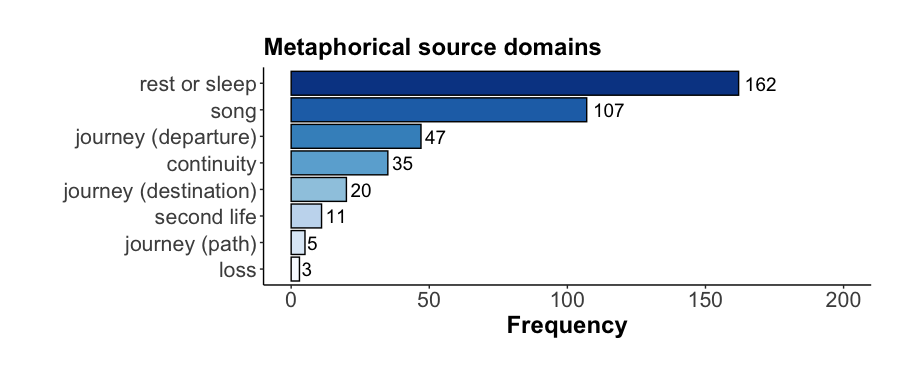 Metaphorical source domains
rest or sleep 162
song 107
journey (departure) 47
continuity 35
journey (destination) 20
second life 11
journey (path) 5
loss 3
0 50 100 150 200
Frequency